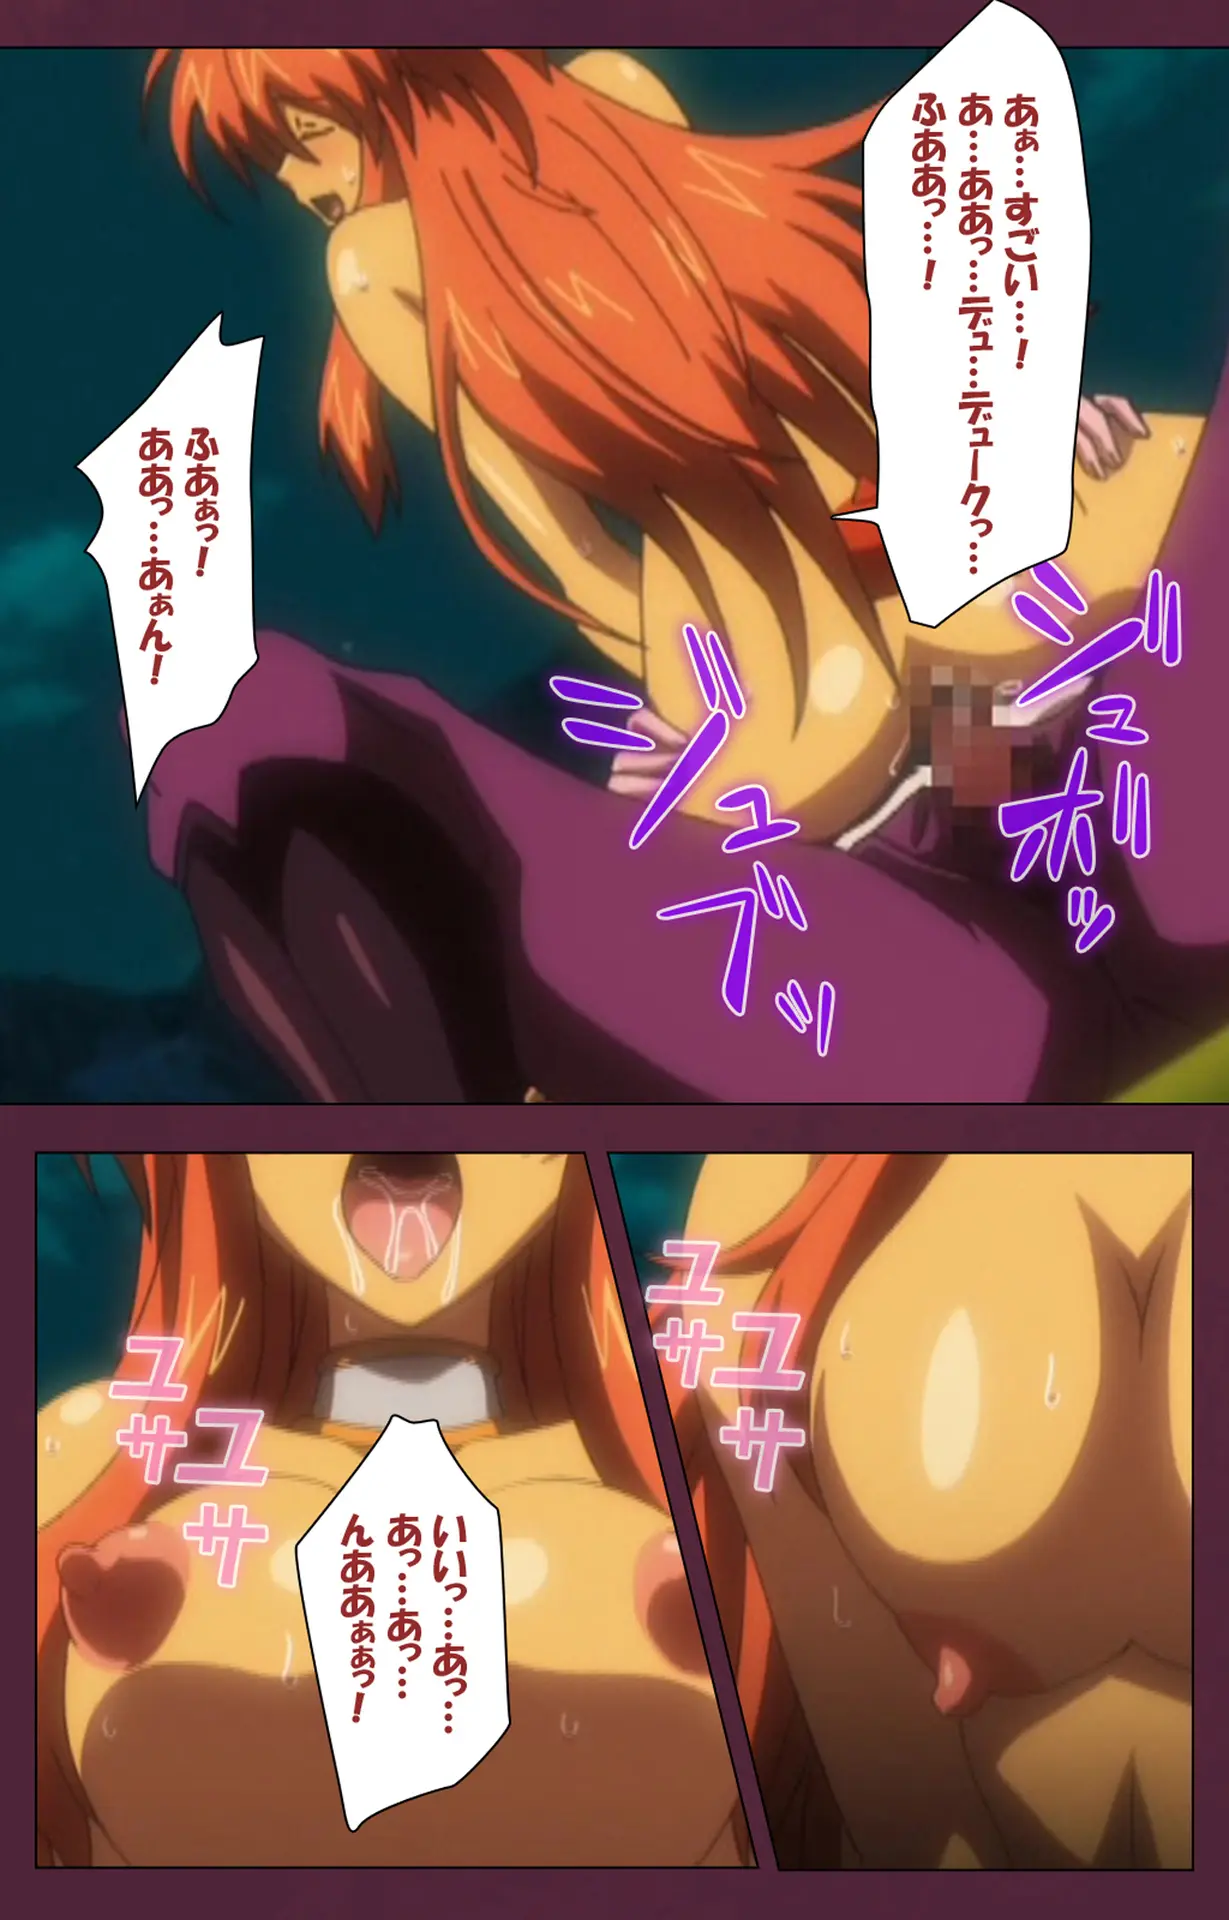 あぁ…すごい…！
あ…ああっ…デュ…デュークっ…
ふあああっ…！
ふあぁっ！
ああっ…あぁん！
ジュボッ
ジュブッ
いいっ…あっ…
あっ…あっ…
んああぁぁっ！
ユサ
ユサ
ユサ
ユサ